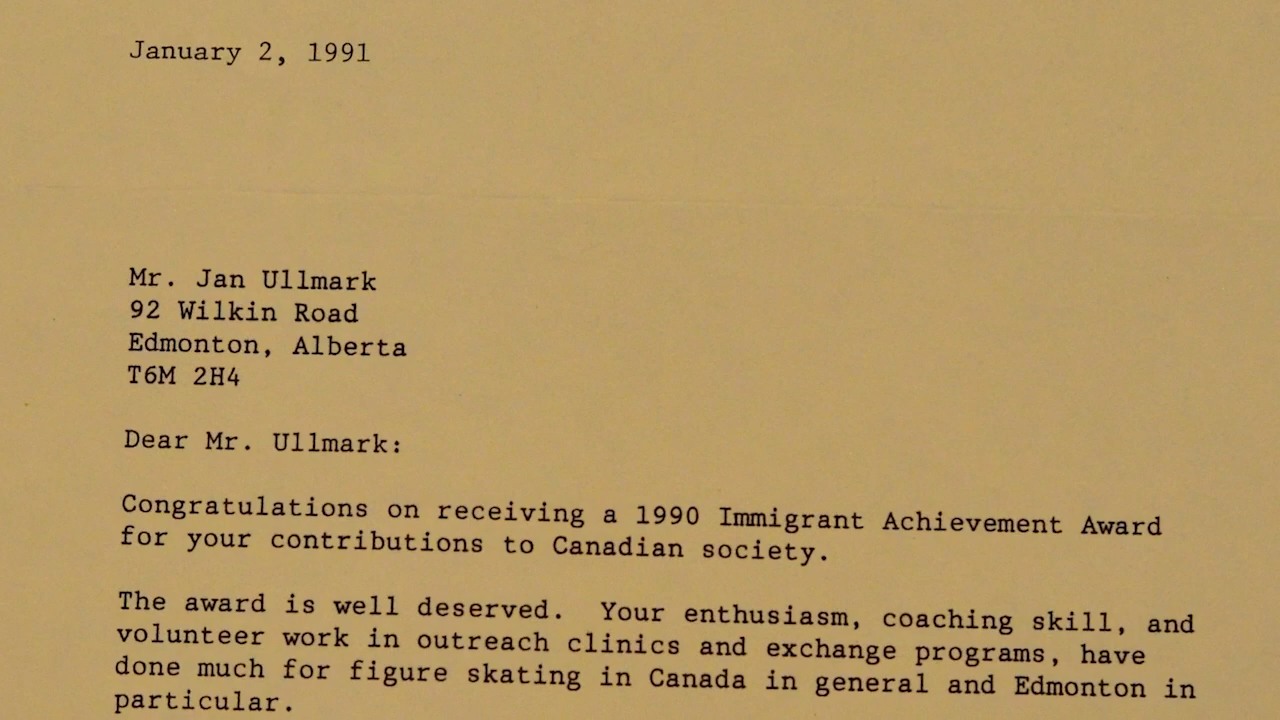 January 2, 1991
Mr. Jan Ullmark
92 Wilkin Road
Edmonton, Alberta
T6M 2H4
Dear Mr. Ullmark:
Congratulations on receiving a 1990 Immigrant Achievement Award
for your contributions to Canadian society.
The award is well deserved.  Your enthusiasm, coaching skill, and
volunteer work in outreach clinics and exchange programs, have
done much for figure skating in Canada in general and Edmonton in
particular.